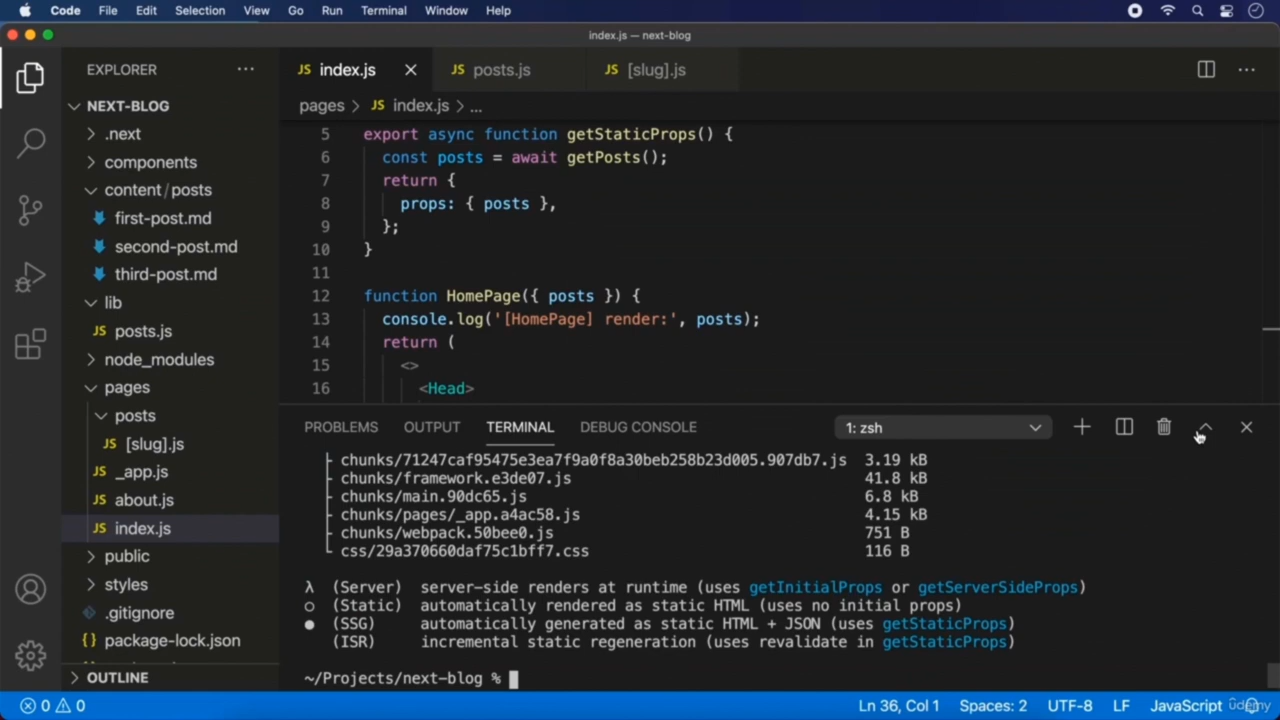 Code File Edit Selection View Go Run Terminal Window Help
index.js — next-blog
EXPLORER
NEXT-BLOG
.next
components
content/posts
first-post.md
second-post.md
third-post.md
lib
JS posts.js
node_modules
pages
posts
JS [slug].js
JS _app.js
JS about.js
JS index.js
public
styles
.gitignore
{} package-lock.json
OUTLINE
JS index.js JS posts.js JS [slug].js
pages > JS index.js > ...
5 export async function getStaticProps() {
6 const posts = await getPosts();
7 return {
8 props: { posts },
9 };
10 }
11
12 function HomePage({ posts }) {
13 console.log('[HomePage] render:', posts);
14 return (
15 <>
16 <Head>
PROBLEMS OUTPUT TERMINAL DEBUG CONSOLE 1: zsh
├ chunks/71247caf95475e3ea7f9a0f8a30beb258b23d005.907db7.js 3.19 kB
├ chunks/framework.e3de07.js 41.8 kB
├ chunks/main.90dc65.js 6.8 kB
├ chunks/pages/_app.a4ac58.js 4.15 kB
├ chunks/webpack.50bee0.js 751 B
└ css/29a370660daf75c1bff7.css 116 B
λ (Server) server-side renders at runtime (uses getInitialProps or getServerSideProps)
○ (Static) automatically rendered as static HTML (uses no initial props)
● (SSG) automatically generated as static HTML + JSON (uses getStaticProps)
(ISR) incremental static regeneration (uses revalidate in getStaticProps)
~/Projects/next-blog %
0 0 Ln 36, Col 1 Spaces: 2 UTF-8 LF JavaScript
udemy